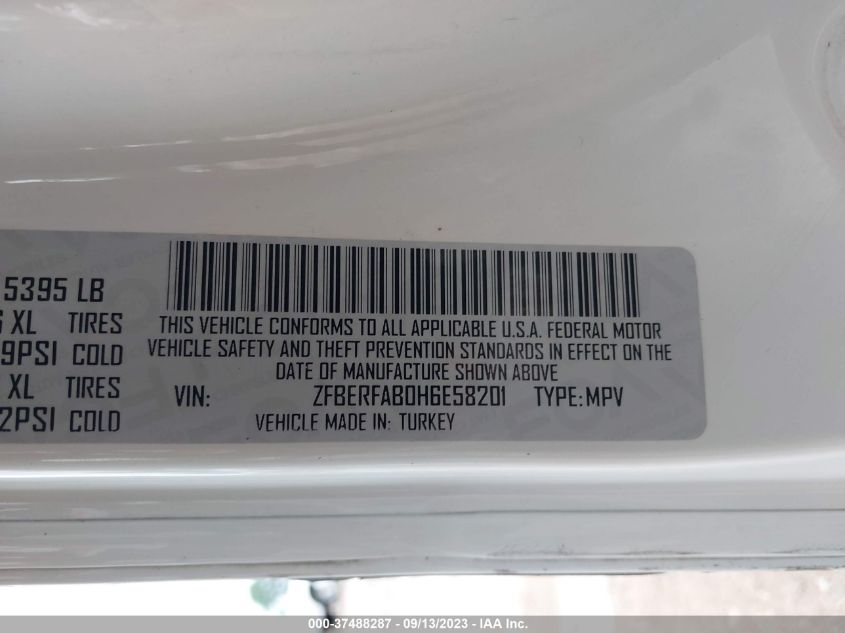 5395 LB
XL TIRES
9PSI COLD
XL TIRES
2PSI COLD
THIS VEHICLE CONFORMS TO ALL APPLICABLE U.S.A. FEDERAL MOTOR
VEHICLE SAFETY AND THEFT PREVENTION STANDARDS IN EFFECT ON THE
DATE OF MANUFACTURE SHOWN ABOVE
VIN: ZFBERFAB0H6E58201 TYPE: MPV
VEHICLE MADE IN: TURKEY
000-37488287 - 09/13/2023 - IAA Inc.